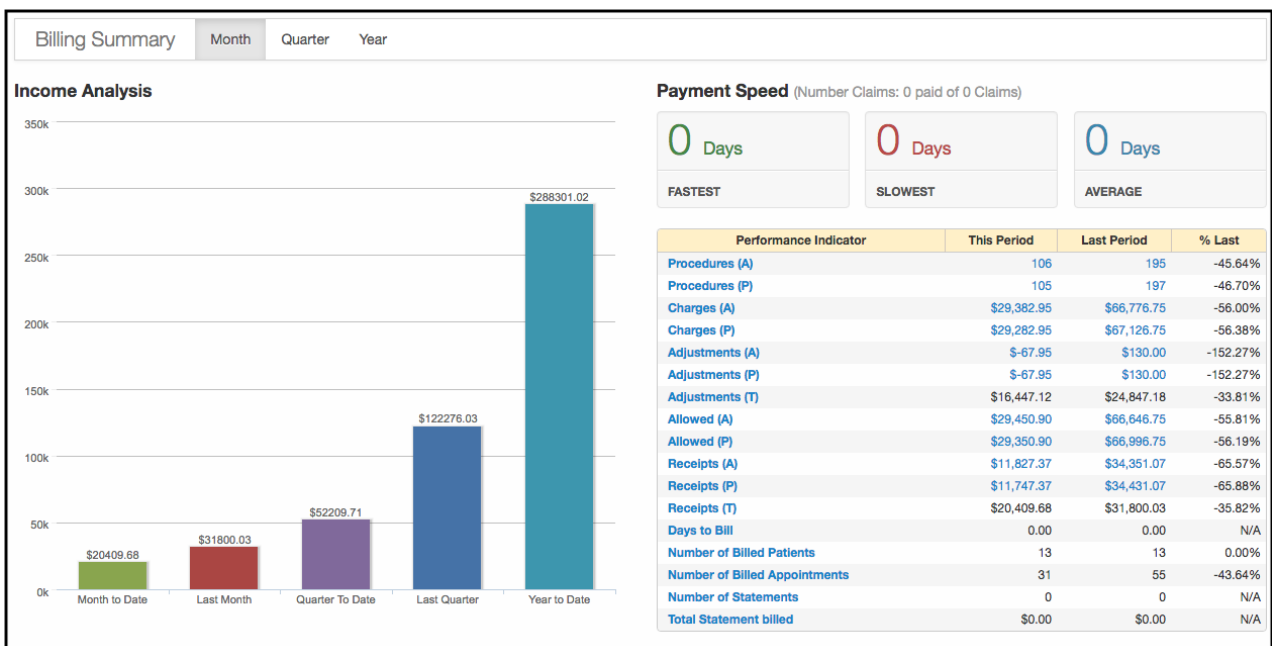 Billing Summary Month Quarter Year
Income Analysis
350k
300k
250k
200k
150k
100k
50k
0k
$20409.68
$31800.03
$52209.71
$122276.03
$288301.02
Month to Date Last Month Quarter To Date Last Quarter Year to Date
Payment Speed (Number Claims: 0 paid of 0 Claims)
0 Days
FASTEST
0 Days
SLOWEST
0 Days
AVERAGE
Performance Indicator This Period Last Period % Last
Procedures (A) 106 195 -45.64%
Procedures (P) 105 197 -46.70%
Charges (A) $29,382.95 $66,776.75 -56.00%
Charges (P) $29,282.95 $67,126.75 -56.38%
Adjustments (A) $-67.95 $130.00 -152.27%
Adjustments (P) $-67.95 $130.00 -152.27%
Adjustments (T) $16,447.12 $24,847.18 -33.81%
Allowed (A) $29,450.90 $66,646.75 -55.81%
Allowed (P) $29,350.90 $66,996.75 -56.19%
Receipts (A) $11,827.37 $34,351.07 -65.57%
Receipts (P) $11,747.37 $34,431.07 -65.88%
Receipts (T) $20,409.68 $31,800.03 -35.82%
Days to Bill 0.00 0.00 N/A
Number of Billed Patients 13 13 0.00%
Number of Billed Appointments 31 55 -43.64%
Number of Statements 0 0 N/A
Total Statement billed $0.00 $0.00 N/A